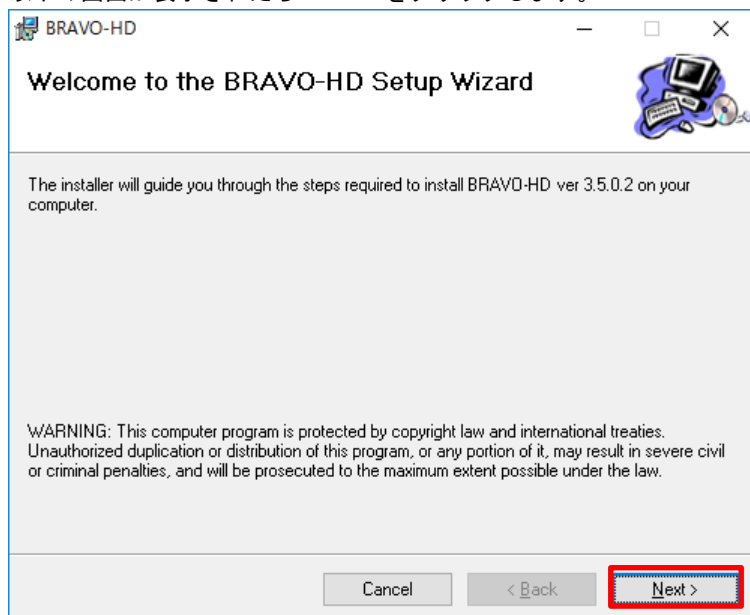 BRAVO-HD
Welcome to the BRAVO-HD Setup Wizard
The installer will guide you through the steps required to install BRAVO-HD ver 3.5.0.2 on your
computer.
WARNING: This computer program is protected by copyright law and international treaties.
Unauthorized duplication or distribution of this program, or any portion of it, may result in severe civil
or criminal penalties, and will be prosecuted to the maximum extent possible under the law.
Cancel
< Back
Next >